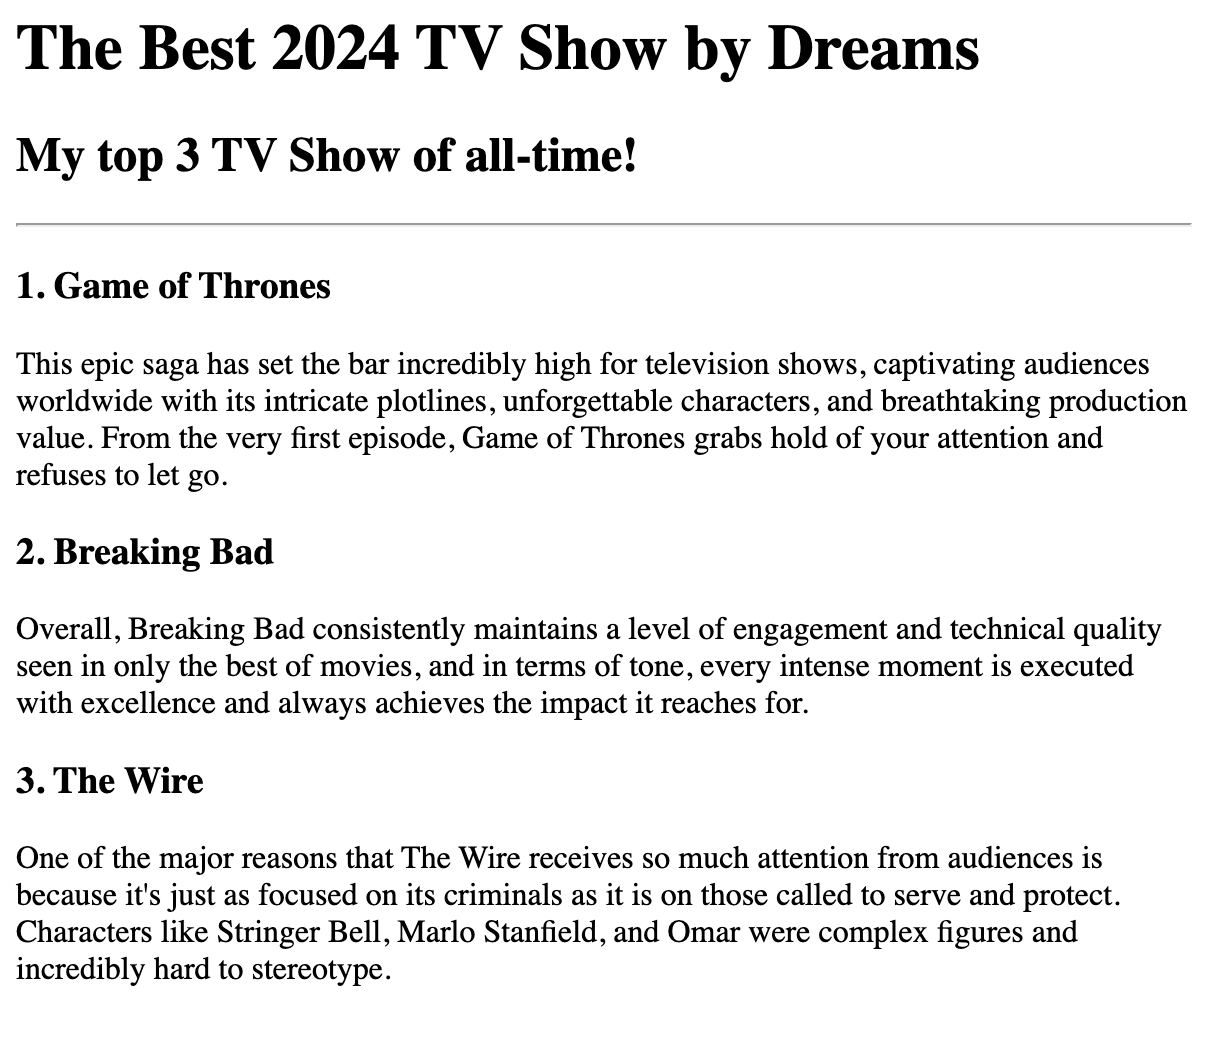 The Best 2024 TV Show by Dreams
My top 3 TV Show of all-time!
1. Game of Thrones
This epic saga has set the bar incredibly high for television shows, captivating audiences
worldwide with its intricate plotlines, unforgettable characters, and breathtaking production
value. From the very first episode, Game of Thrones grabs hold of your attention and
refuses to let go.
2. Breaking Bad
Overall, Breaking Bad consistently maintains a level of engagement and technical quality
seen in only the best of movies, and in terms of tone, every intense moment is executed
with excellence and always achieves the impact it reaches for.
3. The Wire
One of the major reasons that The Wire receives so much attention from audiences is
because it's just as focused on its criminals as it is on those called to serve and protect.
Characters like Stringer Bell, Marlo Stanfield, and Omar were complex figures and
incredibly hard to stereotype.